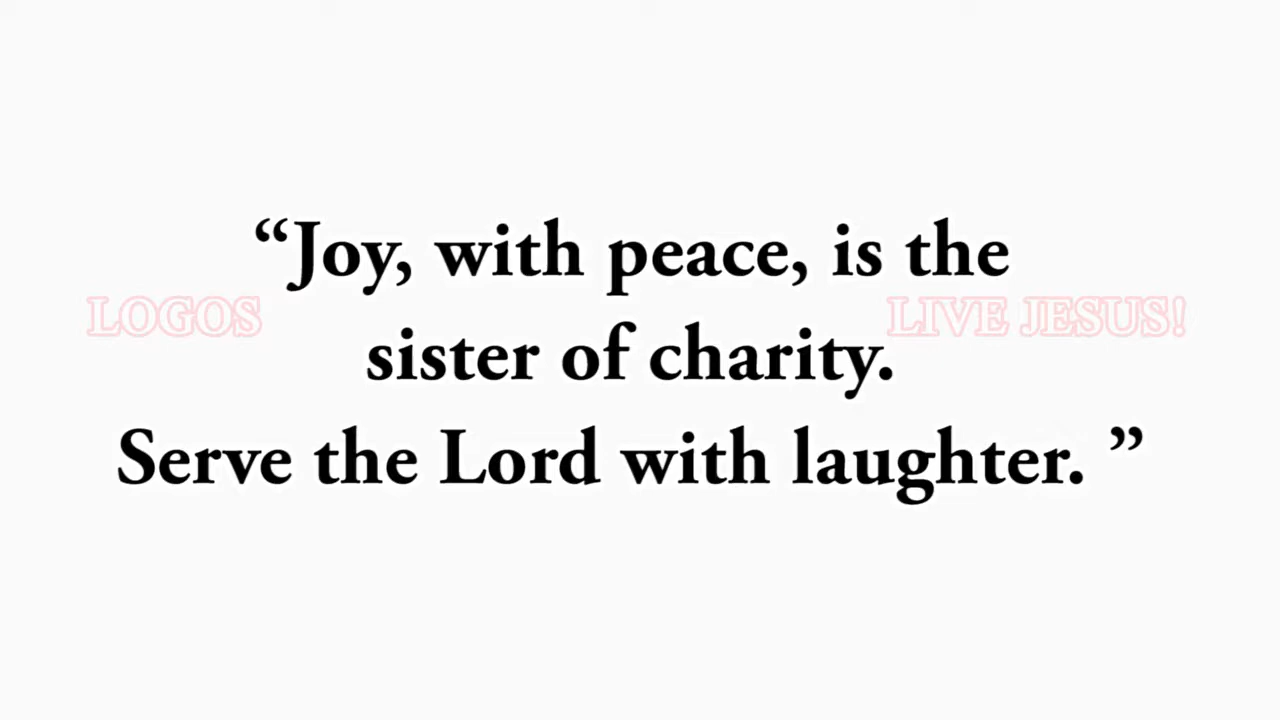 “Joy, with peace, is the
LOGOS
LIVE JESUS!
sister of charity.
Serve the Lord with laughter. ”